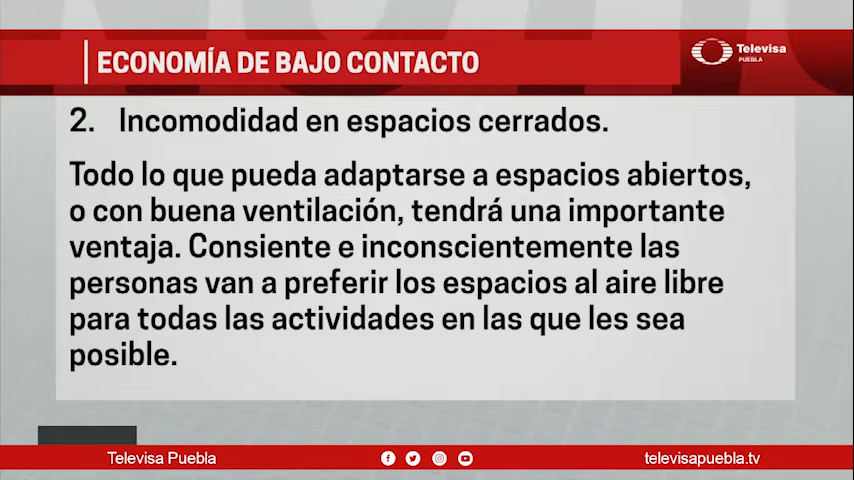 ECONOMÍA DE BAJO CONTACTO
Televisa
PUEBLA
2. Incomodidad en espacios cerrados.
Todo lo que pueda adaptarse a espacios abiertos,
o con buena ventilación, tendrá una importante
ventaja. Consiente e inconscientemente las
personas van a preferir los espacios al aire libre
para todas las actividades en las que les sea
posible.
Televisa Puebla
televisapuebla.tv